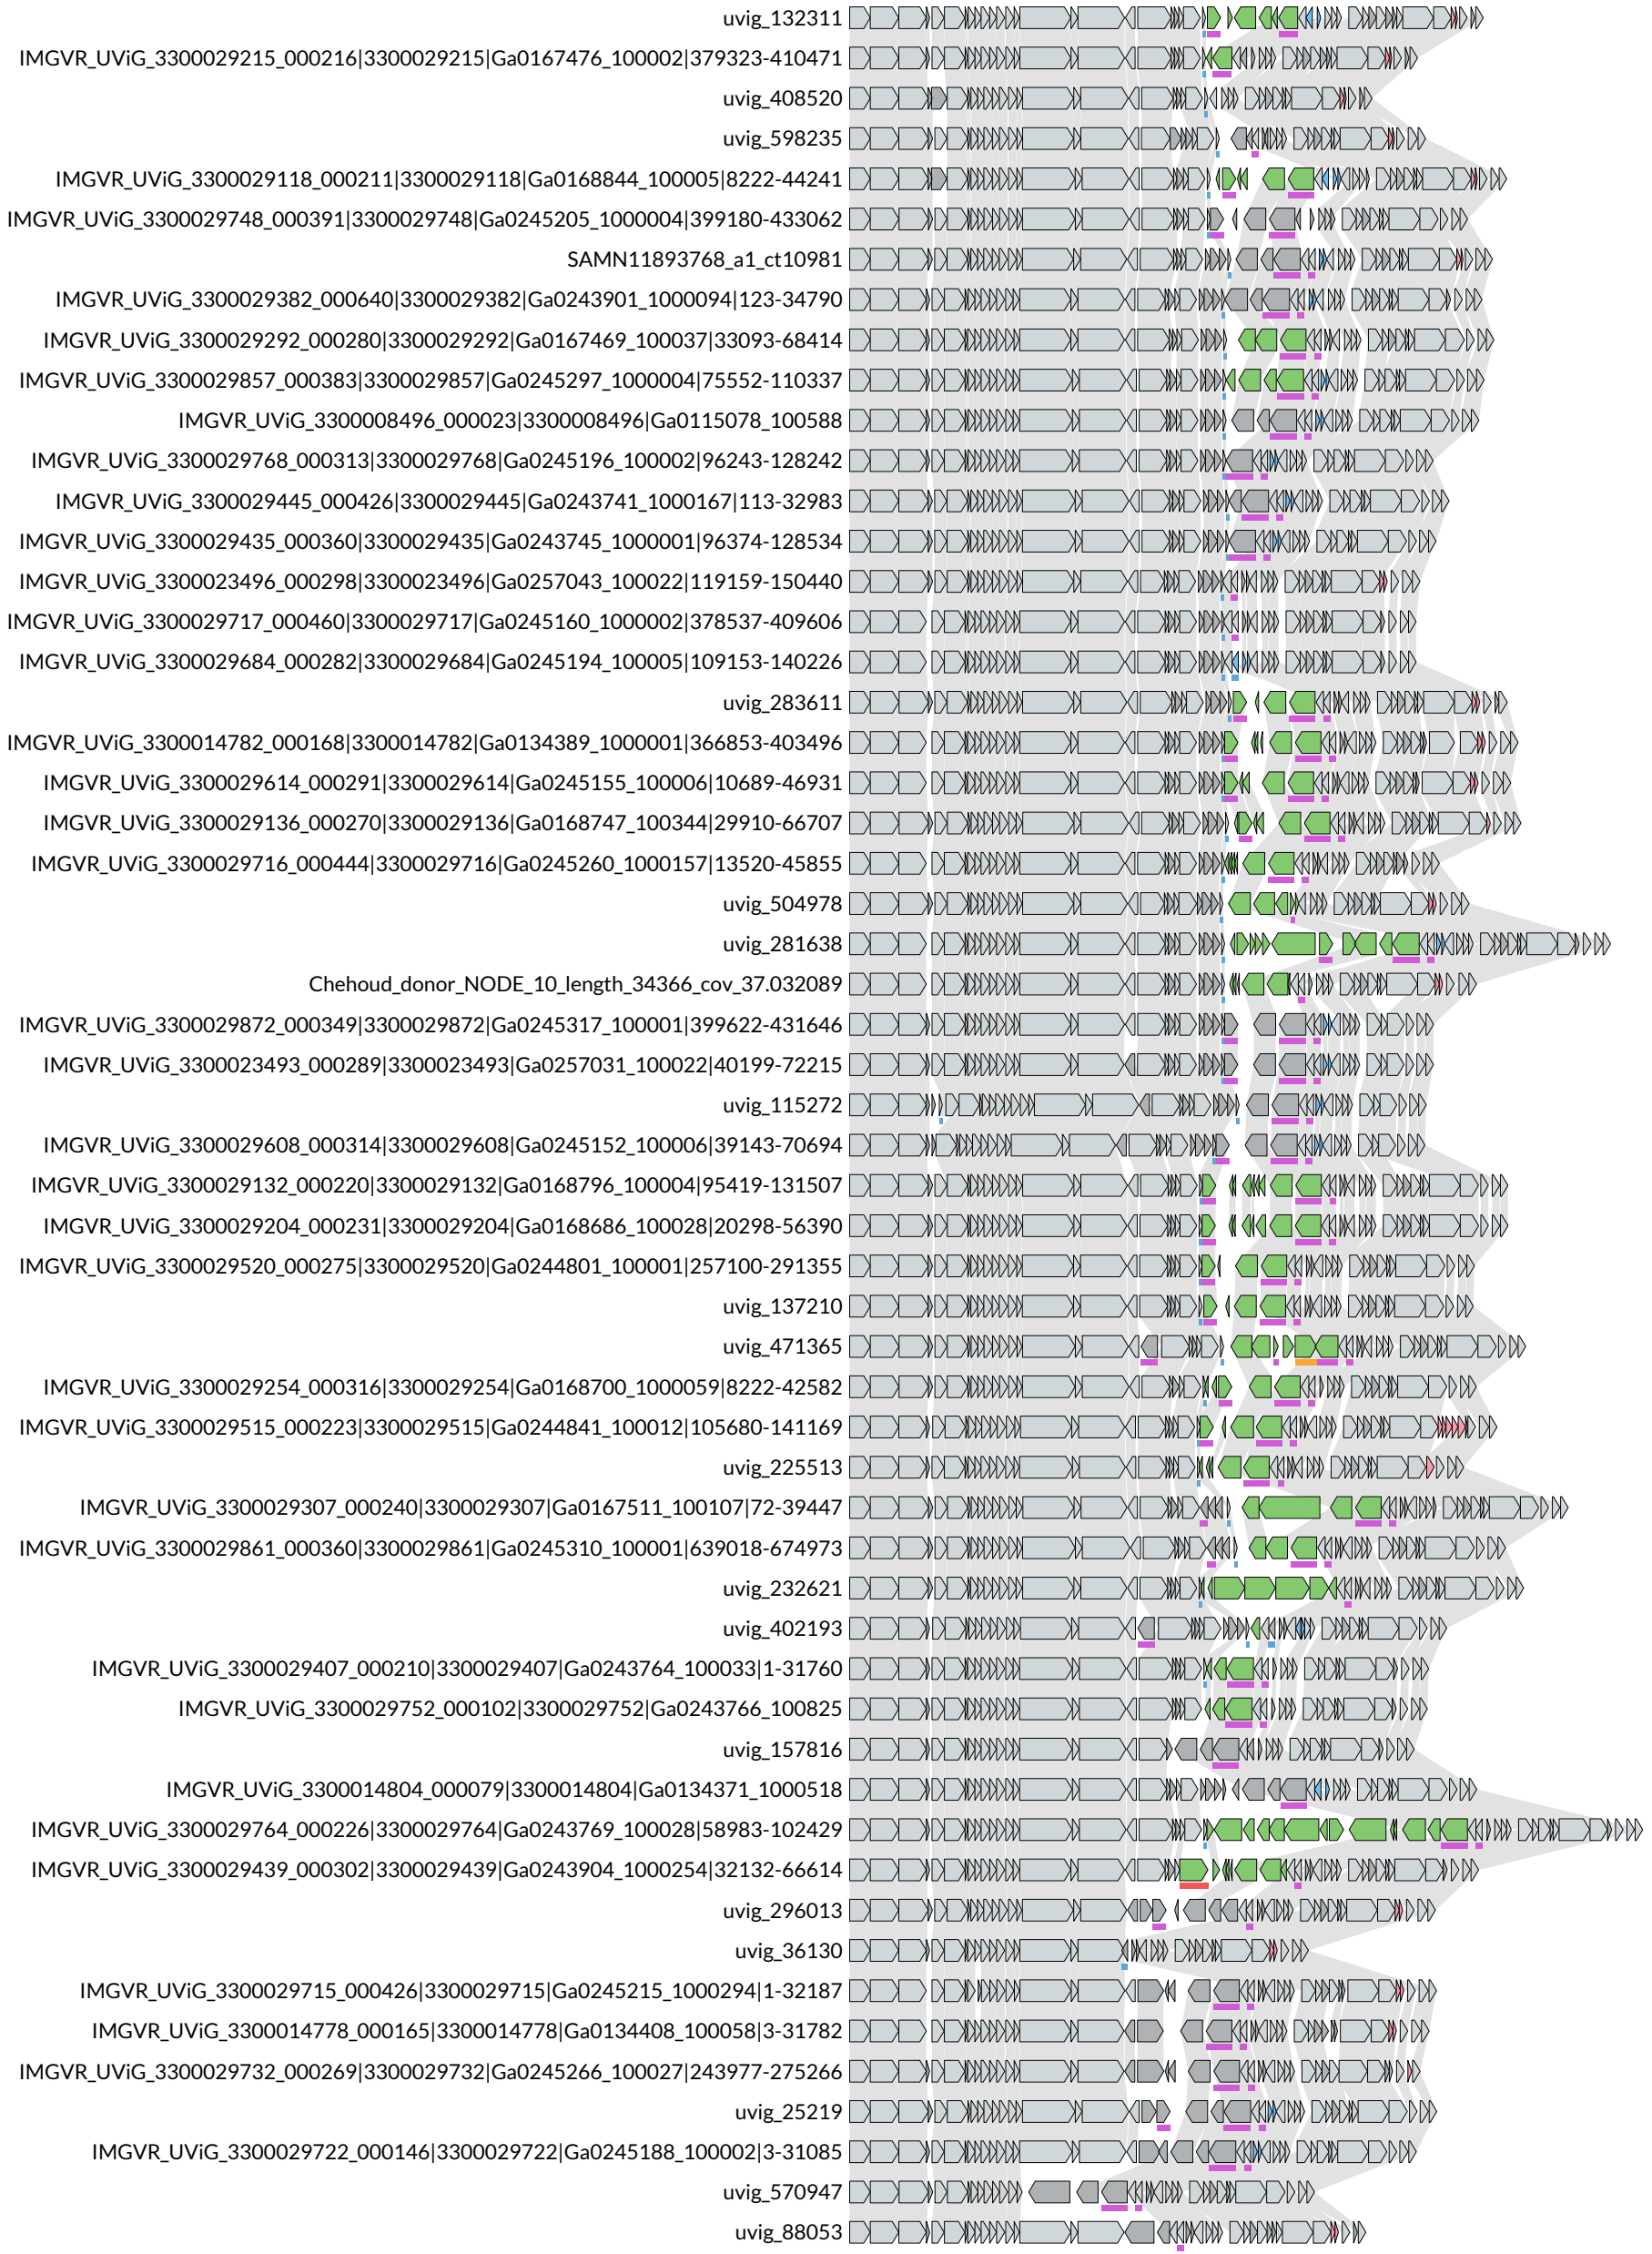 uvig_132311
IMGVR_UViG_3300029215_000216|3300029215|Ga0167476_100002|379323-410471
uvig_408520
uvig_598235
IMGVR_UViG_3300029118_000211|3300029118|Ga0168844_100005|8222-44241
IMGVR_UViG_3300029748_000391|3300029748|Ga0245205_1000004|399180-433062
SAMN11893768_a1_ct10981
IMGVR_UViG_3300029382_000640|3300029382|Ga0243901_1000094|123-34790
IMGVR_UViG_3300029292_000280|3300029292|Ga0167469_100037|33093-68414
IMGVR_UViG_3300029857_000383|3300029857|Ga0245297_1000004|75552-110337
IMGVR_UViG_3300008496_000023|3300008496|Ga0115078_100588
IMGVR_UViG_3300029768_000313|3300029768|Ga0245196_100002|96243-128242
IMGVR_UViG_3300029445_000426|3300029445|Ga0243741_1000167|113-32983
IMGVR_UViG_3300029435_000360|3300029435|Ga0243745_1000001|96374-128534
IMGVR_UViG_3300023496_000298|3300023496|Ga0257043_100022|119159-150440
IMGVR_UViG_3300029717_000460|3300029717|Ga0245160_1000002|378537-409606
IMGVR_UViG_3300029684_000282|3300029684|Ga0245194_100005|109153-140226
uvig_283611
IMGVR_UViG_3300014782_000168|3300014782|Ga0134389_1000001|366853-403496
IMGVR_UViG_3300029614_000291|3300029614|Ga0245155_100006|10689-46931
IMGVR_UViG_3300029136_000270|3300029136|Ga0168747_100344|29910-66707
IMGVR_UViG_3300029716_000444|3300029716|Ga0245260_1000157|13520-45855
uvig_504978
uvig_281638
Chehoud_donor_NODE_10_length_34366_cov_37.032089
IMGVR_UViG_3300029872_000349|3300029872|Ga0245317_100001|399622-431646
IMGVR_UViG_3300023493_000289|3300023493|Ga0257031_100022|40199-72215
uvig_115272
IMGVR_UViG_3300029608_000314|3300029608|Ga0245152_100006|39143-70694
IMGVR_UViG_3300029132_000220|3300029132|Ga0168796_100004|95419-131507
IMGVR_UViG_3300029204_000231|3300029204|Ga0168686_100028|20298-56390
IMGVR_UViG_3300029520_000275|3300029520|Ga0244801_100001|257100-291355
uvig_137210
uvig_471365
IMGVR_UViG_3300029254_000316|3300029254|Ga0168700_1000059|8222-42582
IMGVR_UViG_3300029515_000223|3300029515|Ga0244841_100012|105680-141169
uvig_225513
IMGVR_UViG_3300029307_000240|3300029307|Ga0167511_100107|72-39447
IMGVR_UViG_3300029861_000360|3300029861|Ga0245310_100001|639018-674973
uvig_232621
uvig_402193
IMGVR_UViG_3300029407_000210|3300029407|Ga0243764_100033|1-31760
IMGVR_UViG_3300029752_000102|3300029752|Ga0243766_100825
uvig_157816
IMGVR_UViG_3300014804_000079|3300014804|Ga0134371_1000518
IMGVR_UViG_3300029764_000226|3300029764|Ga0243769_100028|58983-102429
IMGVR_UViG_3300029439_000302|3300029439|Ga0243904_1000254|32132-66614
uvig_296013
uvig_36130
IMGVR_UViG_3300029715_000426|3300029715|Ga0245215_1000294|1-32187
IMGVR_UViG_3300014778_000165|3300014778|Ga0134408_100058|3-31782
IMGVR_UViG_3300029732_000269|3300029732|Ga0245266_100027|243977-275266
uvig_25219
IMGVR_UViG_3300029722_000146|3300029722|Ga0245188_100002|3-31085
uvig_570947
uvig_88053